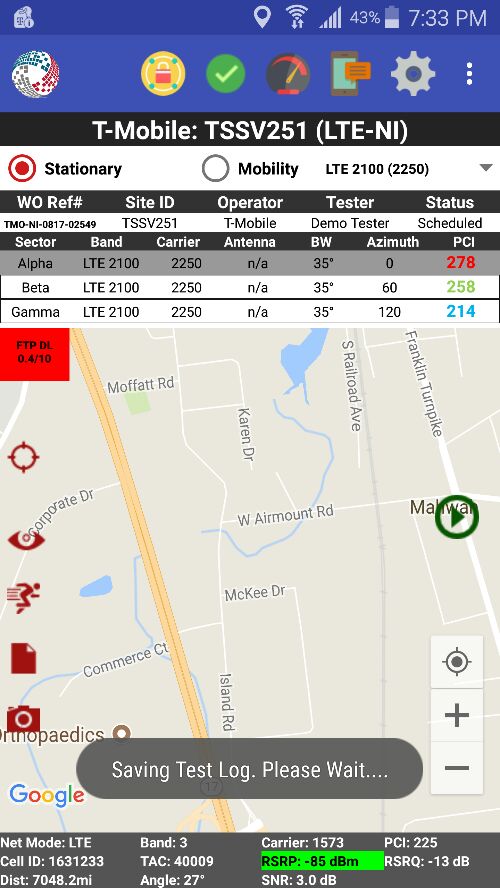 43% 7:33 PM
T-Mobile: TSSV251 (LTE-NI)
Stationary Mobility LTE 2100 (2250)
WO Ref# Site ID Operator Tester Status
TMO-NI-0817-02549 TSSV251 T-Mobile Demo Tester Scheduled
Sector Band Carrier Antenna BW Azimuth PCI
Alpha LTE 2100 2250 n/a 35° 0 278
Beta LTE 2100 2250 n/a 35° 60 258
Gamma LTE 2100 2250 n/a 35° 120 214
FTP DL
0.4/10
Moffatt Rd
Karen Dr
S Railroad Ave
Franklin Turnpike
Corporate Dr
W Airmount Rd
Mahwah
McKee Dr
Commerce Ct
Island Rd
Orthopaedics
Saving Test Log. Please Wait....
17
Google
Net Mode: LTE Band: 3 Carrier: 1573 PCI: 225
Cell ID: 1631233 TAC: 40009 RSRP: -85 dBm RSRQ: -13 dB
Dist: 7048.2mi Angle: 27° SNR: 3.0 dB